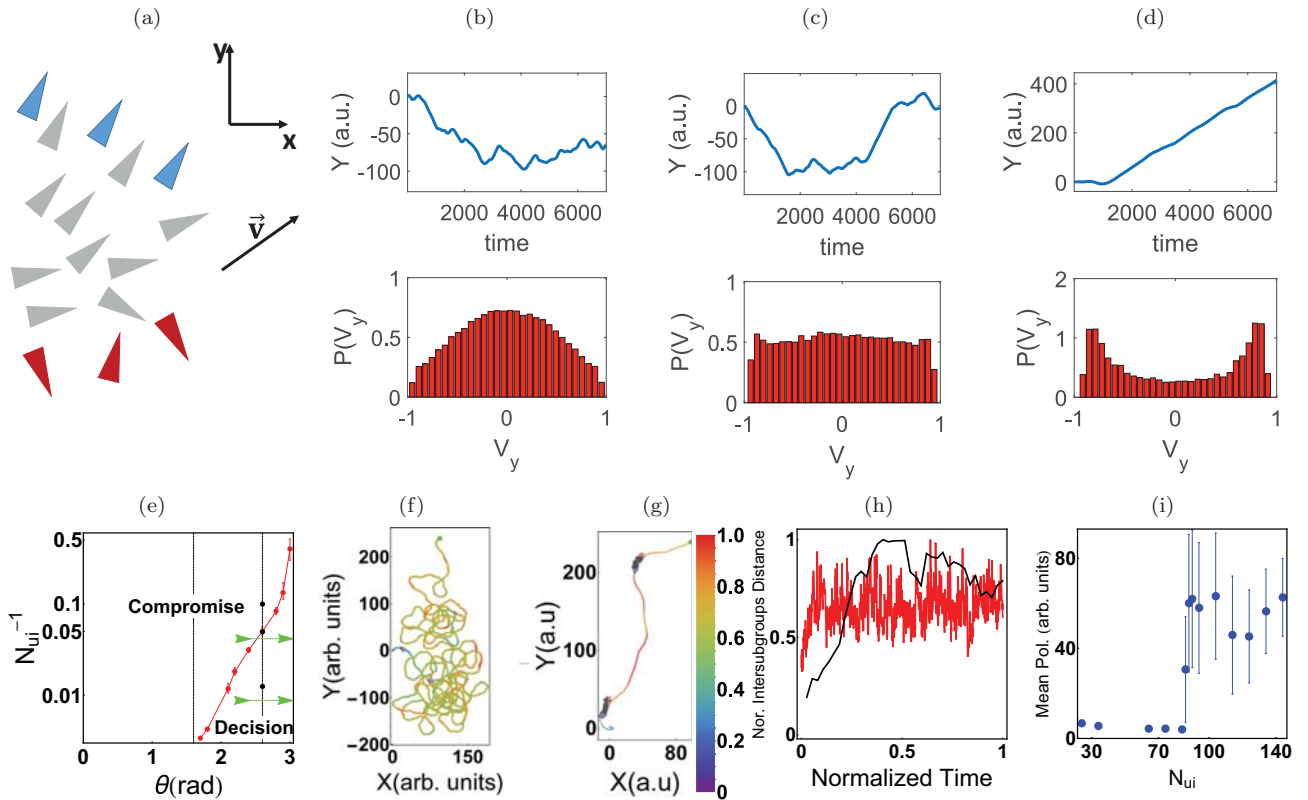 (a)
y
x
v
(b)
Y (a.u.)
0
-50
-100
2000 4000 6000
time
P(V_y)
1
0.5
0
-1 0 1
V_y
(c)
Y (a.u.)
0
-50
-100
2000 4000 6000
time
P(V_y)
1
0.5
0
-1 0 1
V_y
(d)
Y (a.u.)
400
200
0
2000 4000 6000
time
P(V_y)
2
1
0
-1 0 1
V_y
(e)
N_ui^-1
0.5
0.1
0.05
0.01
Compromise
Decision
0 1 2 3
θ(rad)
(f)
Y(arb. units)
200
100
0
-100
-200
0 150
X(arb. units)
(g)
Y(a.u)
200
100
0
0 80
X(a.u)
1.0
0.8
0.6
0.4
0.2
0
Nor. Intersubgroups Distance
(h)
1
0.5
0
0 0.5 1
Normalized Time
(i)
Mean Pol. (arb. units)
80
40
0
30 70 100 140
N_ui